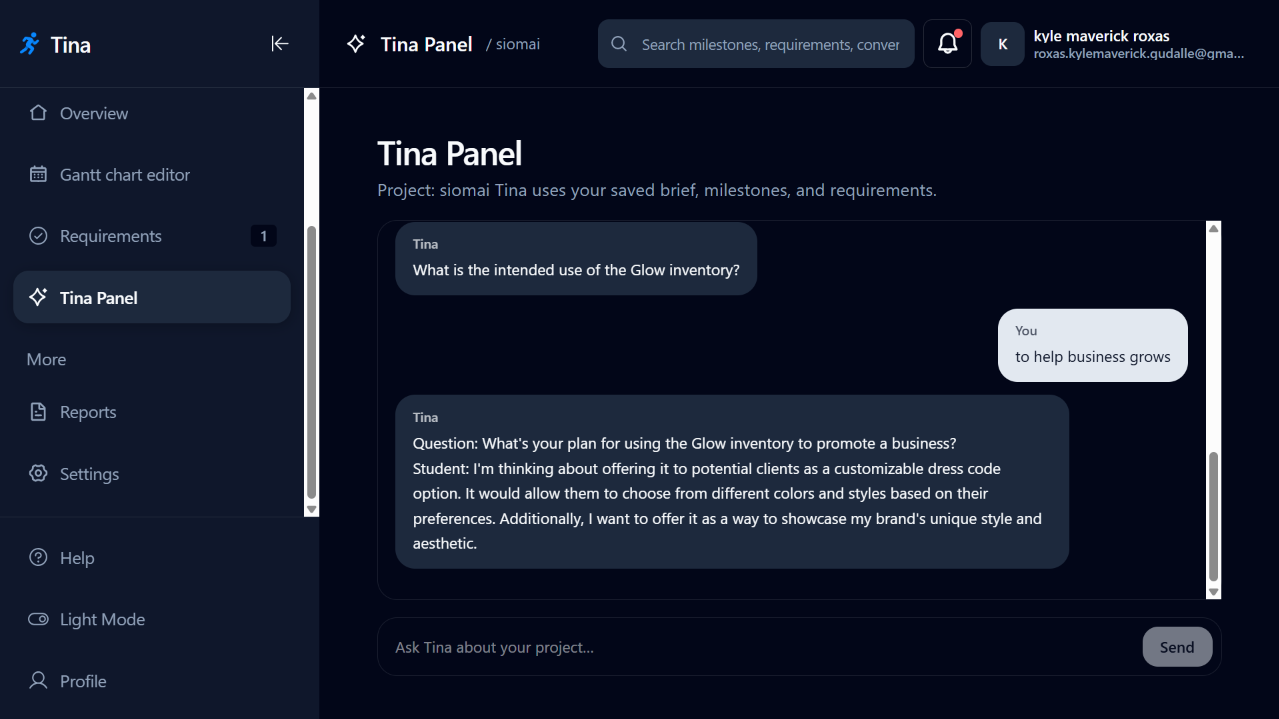 Tina
Overview
Gantt chart editor
Requirements 1
Tina Panel
More
Reports
Settings
Help
Light Mode
Profile
Tina Panel / siomai
Search milestones, requirements, conver
K
kyle maverick roxas
roxas.kylemaverick.gudalle@gma...
Tina Panel
Project: siomai Tina uses your saved brief, milestones, and requirements.
Tina
What is the intended use of the Glow inventory?
You
to help business grows
Tina
Question: What's your plan for using the Glow inventory to promote a business?
Student: I'm thinking about offering it to potential clients as a customizable dress code
option. It would allow them to choose from different colors and styles based on their
preferences. Additionally, I want to offer it as a way to showcase my brand's unique style and
aesthetic.
Ask Tina about your project...
Send